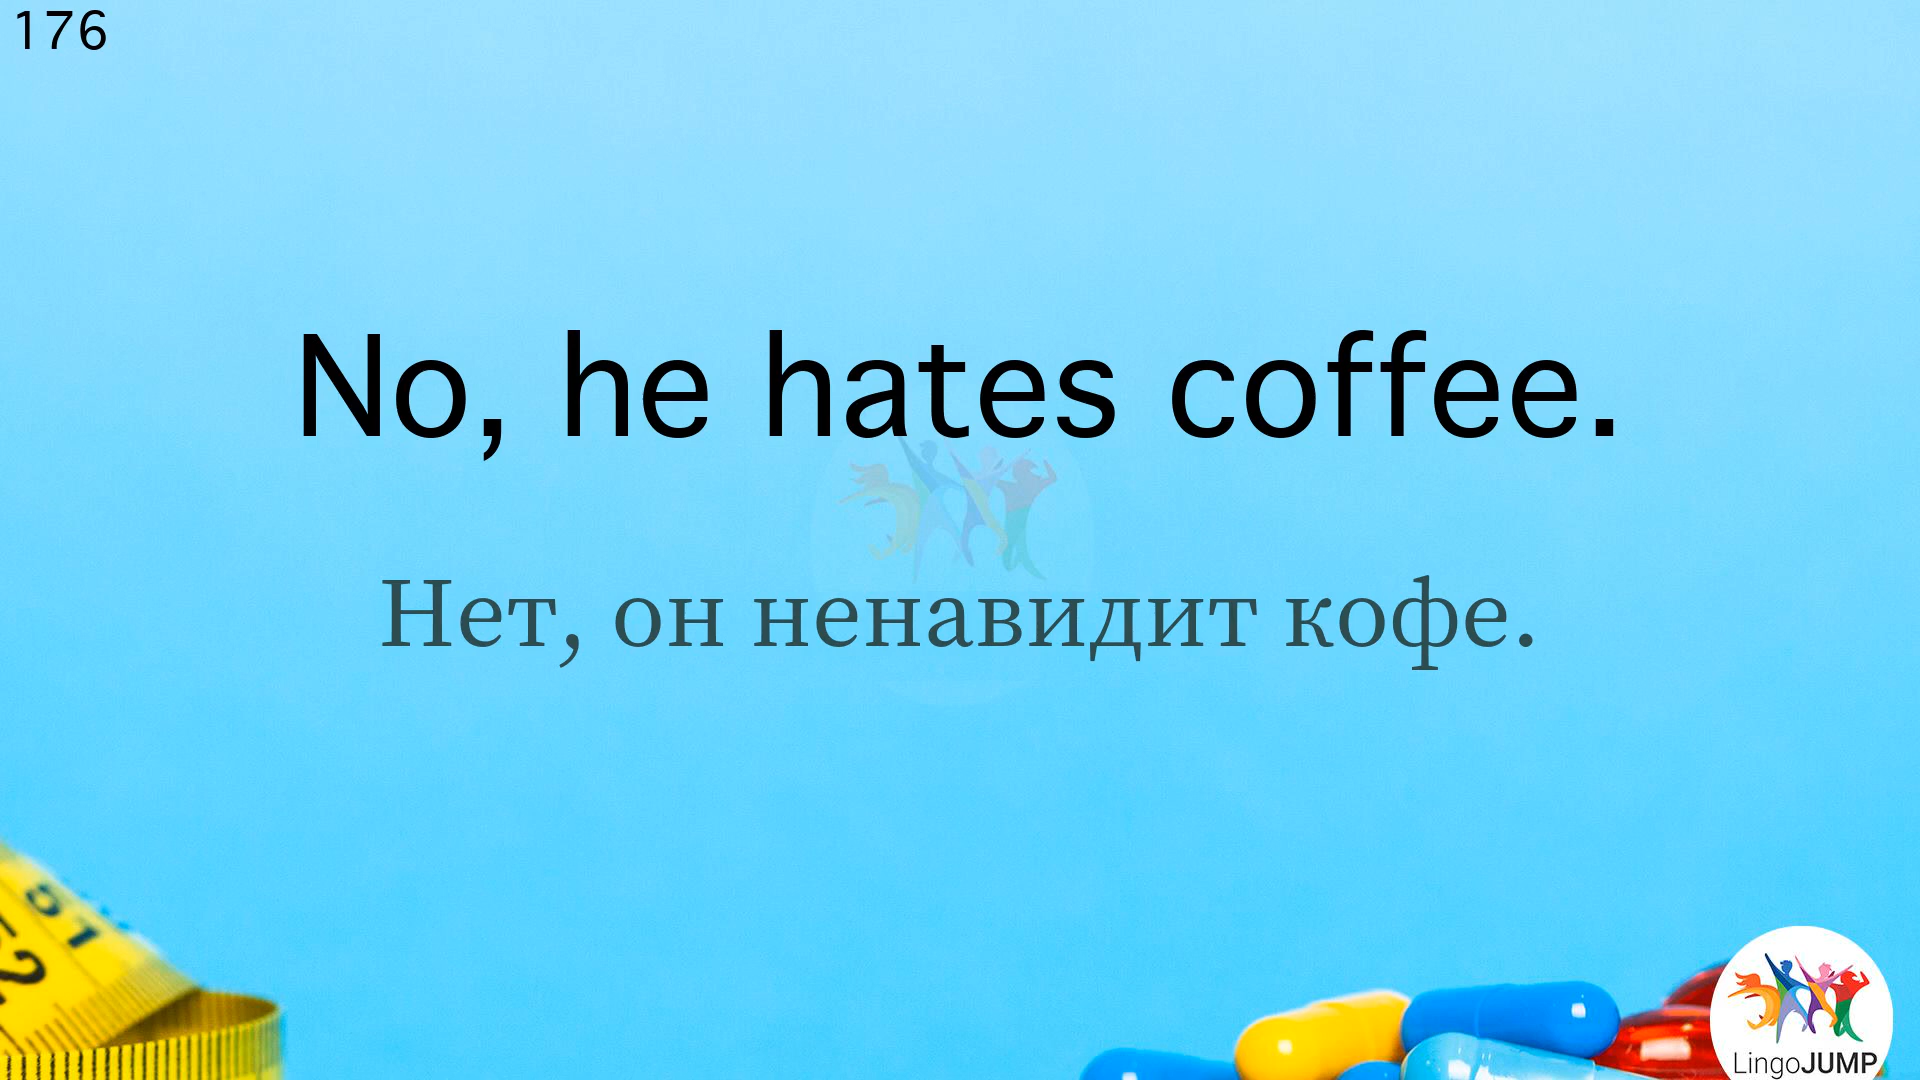 176
No, he hates coffee.
Нет, он ненавидит кофе.
LingoJUMP